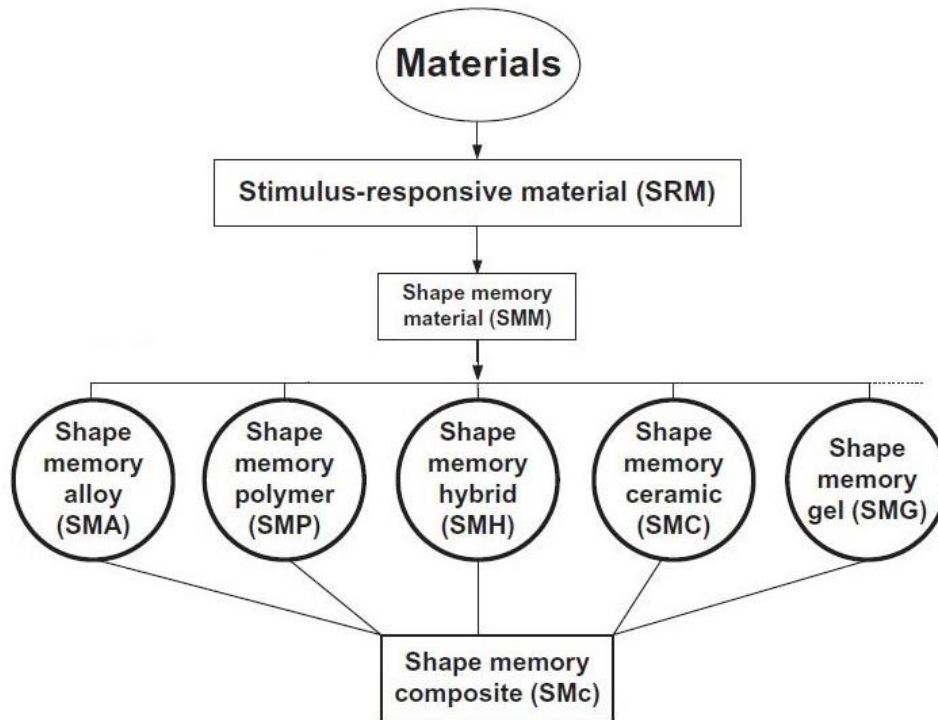 Materials
Stimulus-responsive material (SRM)
Shape memory
material (SMM)
Shape
memory
alloy
(SMA)
Shape
memory
polymer
(SMP)
Shape
memory
hybrid
(SMH)
Shape
memory
ceramic
(SMC)
Shape
memory
gel (SMG)
Shape memory
composite (SMc)